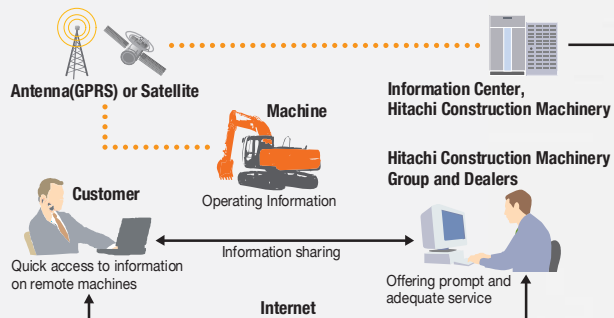 Antenna(GPRS) or Satellite
Information Center,
Hitachi Construction Machinery
Machine
Operating Information
Hitachi Construction Machinery
Group and Dealers
Customer
Information sharing
Quick access to information
on remote machines
Offering prompt and
adequate service
Internet